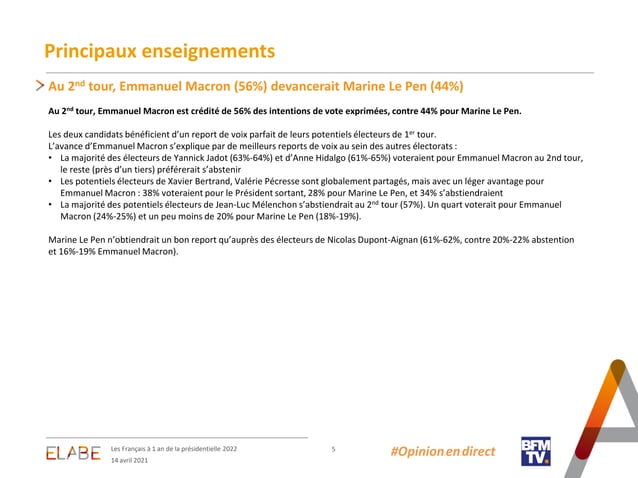 Principaux enseignements
Au 2nd tour, Emmanuel Macron (56%) devancerait Marine Le Pen (44%)
Au 2nd tour, Emmanuel Macron est crédité de 56% des intentions de vote exprimées, contre 44% pour Marine Le Pen.
Les deux candidats bénéficient d'un report de voix parfait de leurs potentiels électeurs de 1er tour.
L'avance d'Emmanuel Macron s'explique par de meilleurs reports de voix au sein des autres électorats :
• La majorité des électeurs de Yannick Jadot (63%-64%) et d'Anne Hidalgo (61%-65%) voteraient pour Emmanuel Macron au 2nd tour,
le reste (près d'un tiers) préférerait s'abstenir
• Les potentiels électeurs de Xavier Bertrand, Valérie Pécresse sont globalement partagés, mais avec un léger avantage pour
Emmanuel Macron : 38% voteraient pour le Président sortant, 28% pour Marine Le Pen, et 34% s'abstiendraient
• La majorité des potentiels électeurs de Jean-Luc Mélenchon s'abstiendrait au 2nd tour (57%). Un quart voterait pour Emmanuel
Macron (24%-25%) et un peu moins de 20% pour Marine Le Pen (18%-19%).
Marine Le Pen n'obtiendrait un bon report qu'auprès des électeurs de Nicolas Dupont-Aignan (61%-62%, contre 20%-22% abstention
et 16%-19% Emmanuel Macron).
ELABE
Les Français à 1 an de la présidentielle 2022
14 avril 2021
5
#Opinionendirect
BFM
TV.